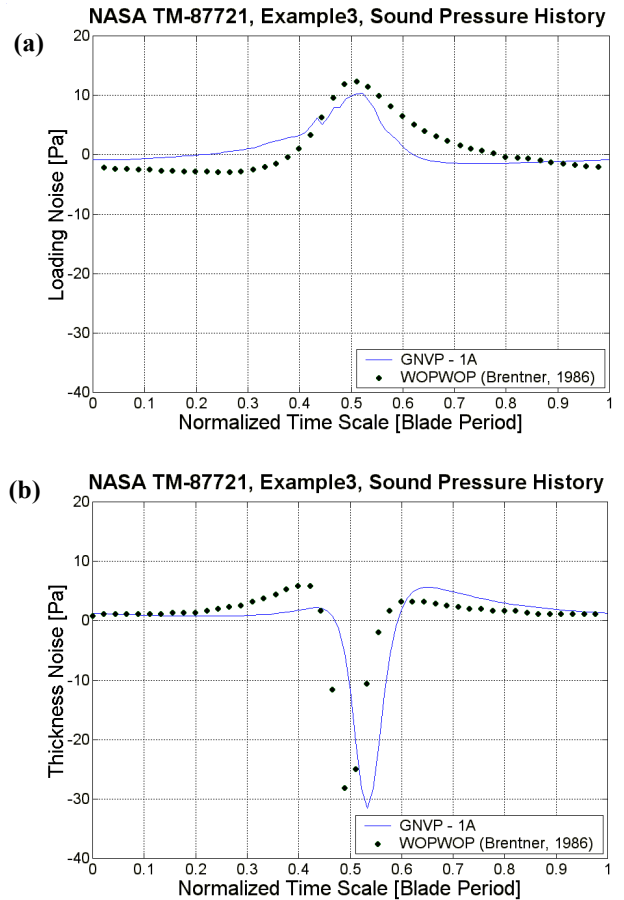 (a)
NASA TM-87721, Example3, Sound Pressure History
20
10
0
-10
-20
-30
-40
Loading Noise [Pa]
GNVP - 1A
WOPWOP (Brentner, 1986)
0 0.1 0.2 0.3 0.4 0.5 0.6 0.7 0.8 0.9 1
Normalized Time Scale [Blade Period]
(b)
NASA TM-87721, Example3, Sound Pressure History
20
10
0
-10
-20
-30
-40
Thickness Noise [Pa]
GNVP - 1A
WOPWOP (Brentner, 1986)
0 0.1 0.2 0.3 0.4 0.5 0.6 0.7 0.8 0.9 1
Normalized Time Scale [Blade Period]